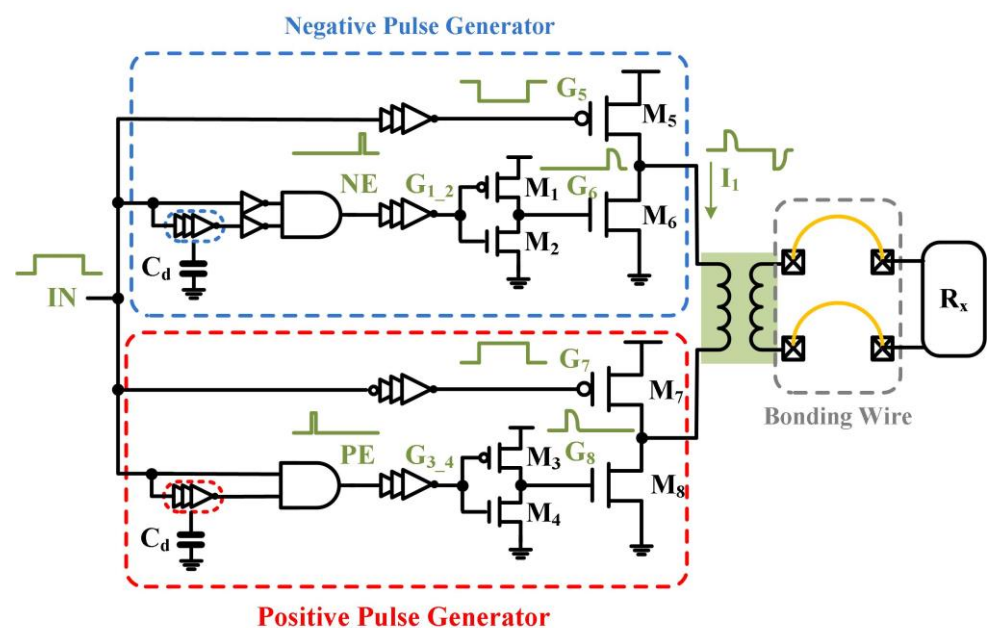 Negative Pulse Generator
G5
M5
NE
G1_2
M1
G6
I1
M6
M2
Cd
IN
Rx
G7
M7
Bonding Wire
PE
G3_4
M3
G8
M8
M4
Cd
Positive Pulse Generator